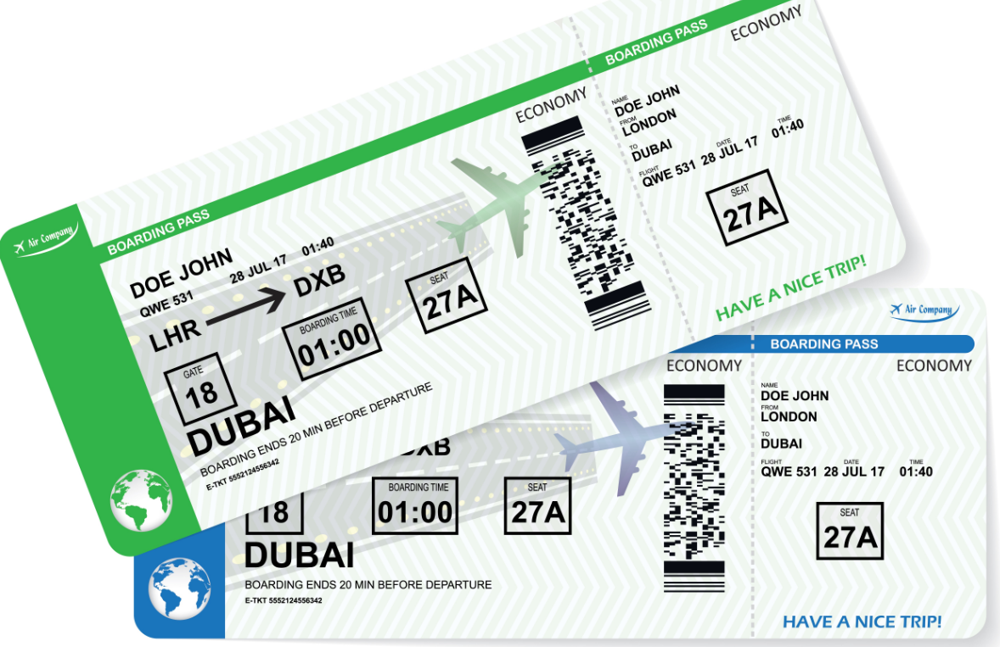 Air Company
BOARDING PASS
DOE JOHN
QWE 531 28 JUL 17 01:40
LHR DXB
GATE
18
BOARDING TIME
01:00
SEAT
27A
DUBAI
BOARDING ENDS 20 MIN BEFORE DEPARTURE
E-TKT 5552124556342
ECONOMY
BOARDING PASS
ECONOMY
NAME
DOE JOHN
FROM
LONDON
TO
DUBAI
FLIGHT DATE TIME
QWE 531 28 JUL 17 01:40
SEAT
27A
HAVE A NICE TRIP!
18
BOARDING TIME
01:00
SEAT
27A
DUBAI
BOARDING ENDS 20 MIN BEFORE DEPARTURE
E-TKT 5552124556342
ECONOMY
Air Company
BOARDING PASS
ECONOMY
NAME
DOE JOHN
FROM
LONDON
TO
DUBAI
FLIGHT DATE TIME
QWE 531 28 JUL 17 01:40
SEAT
27A
HAVE A NICE TRIP!